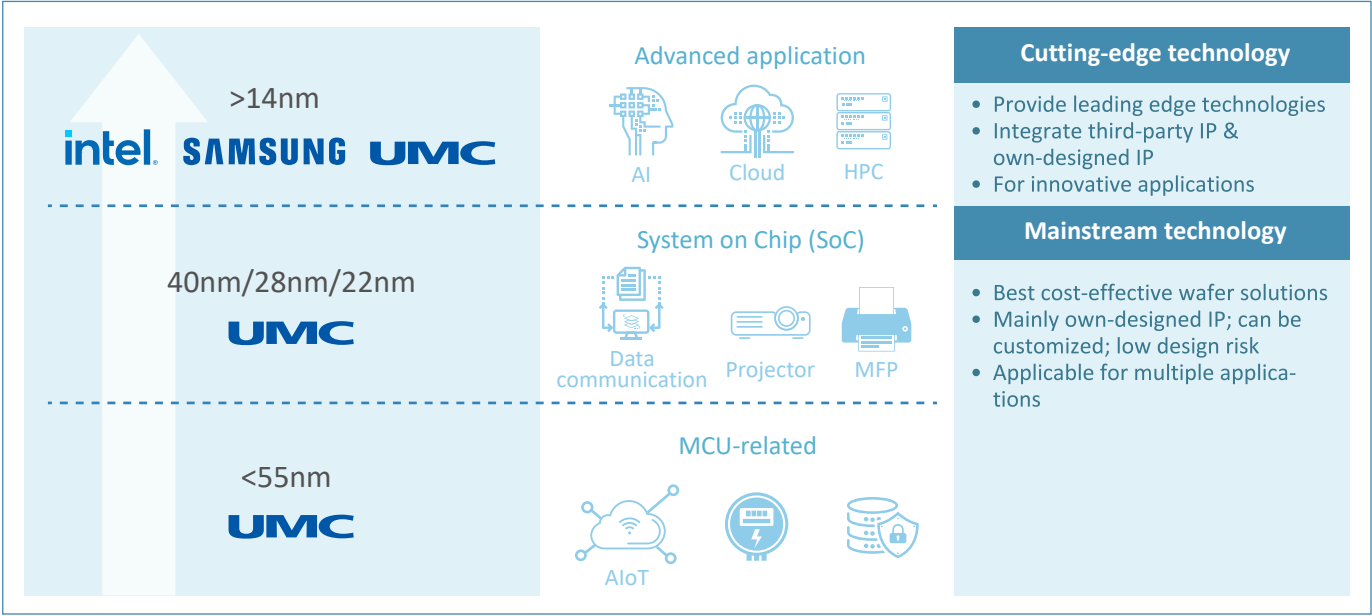 >14nm
intel. SAMSUNG UMC
Advanced application
AI
Cloud
HPC
Cutting-edge technology
• Provide leading edge technologies
• Integrate third-party IP &
own-designed IP
• For innovative applications
40nm/28nm/22nm
UMC
System on Chip (SoC)
Data
communication
Projector
MFP
Mainstream technology
• Best cost-effective wafer solutions
• Mainly own-designed IP; can be
customized; low design risk
• Applicable for multiple applica-
tions
<55nm
UMC
MCU-related
AIoT